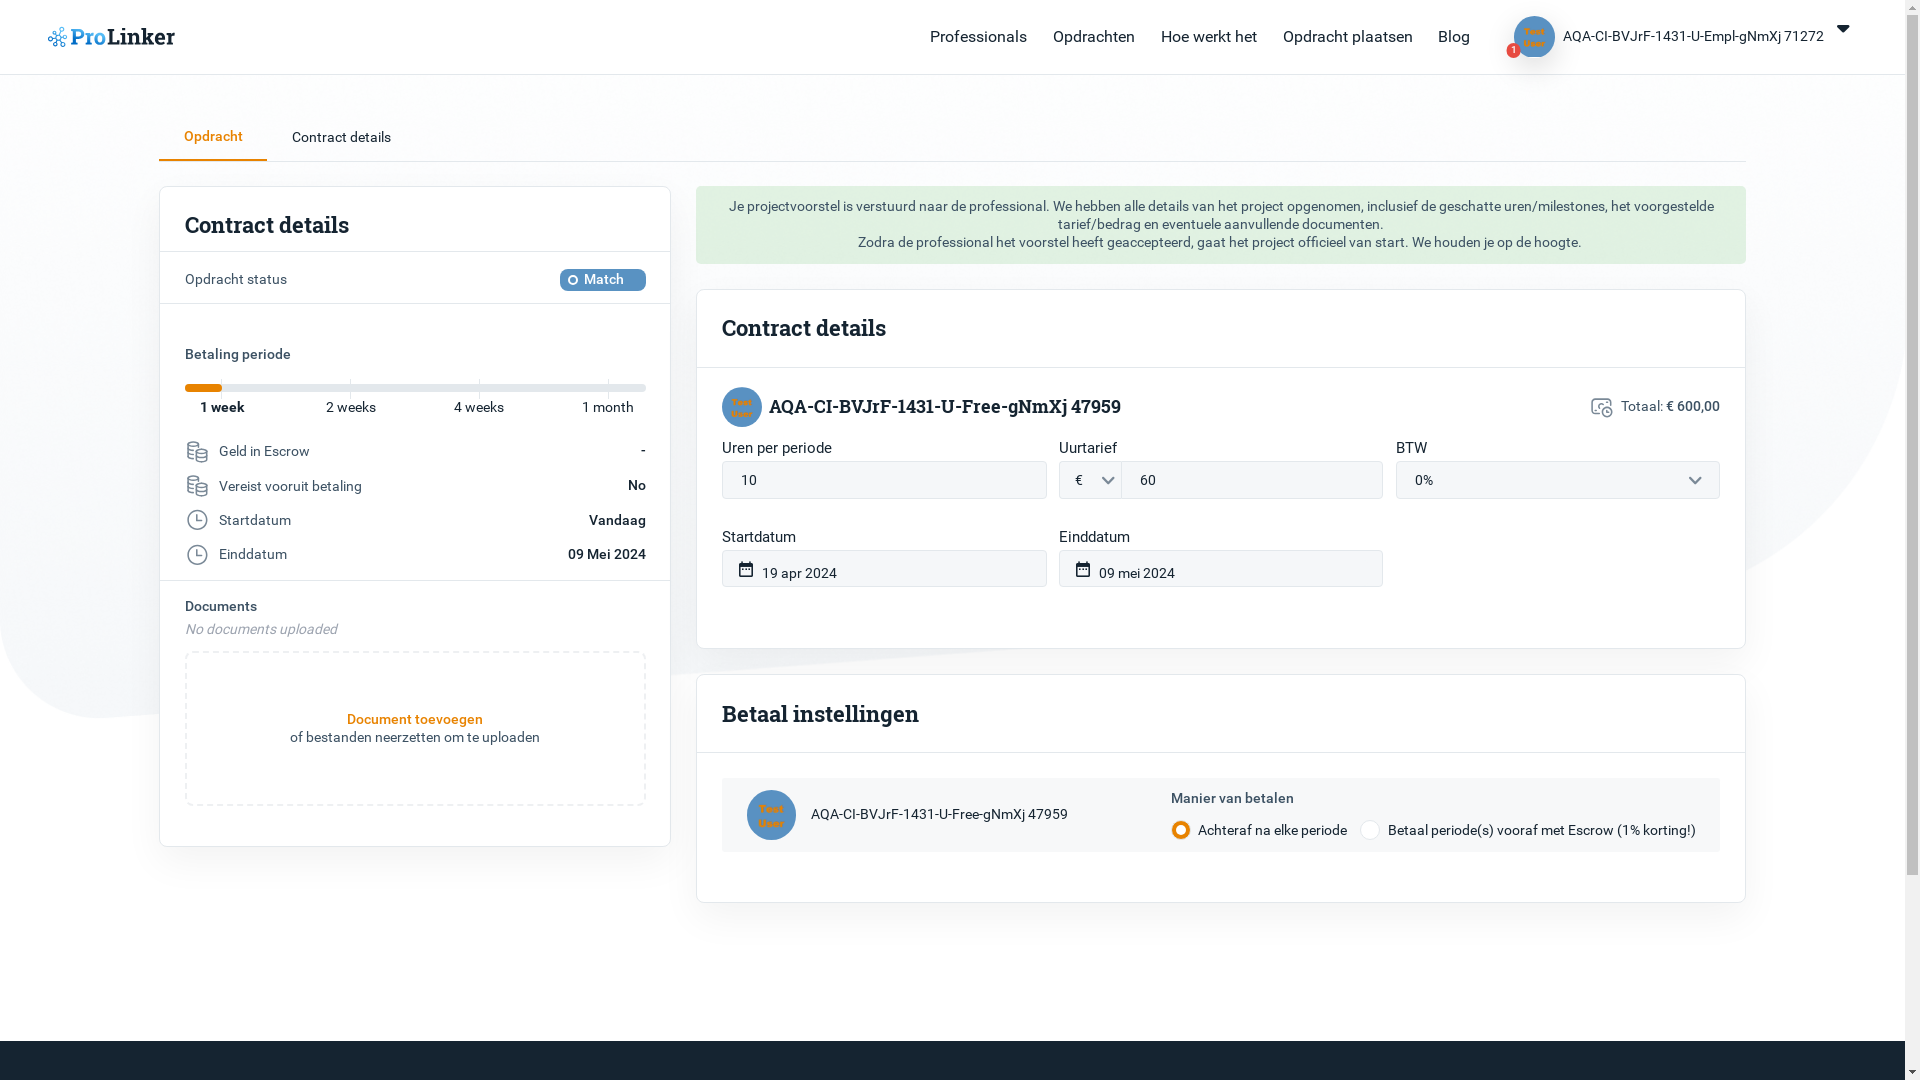 ProLinker
Professionals
Opdrachten
Hoe werkt het
Opdracht plaatsen
Blog
Test
User
1
AQA-CI-BVJrF-1431-U-Empl-gNmXj 71272
Opdracht
Contract details
Contract details
Opdracht status
Match
Betaling periode
1 week
2 weeks
4 weeks
1 month
Geld in Escrow
-
Vereist vooruit betaling
No
Startdatum
Vandaag
Einddatum
09 Mei 2024
Documents
No documents uploaded
Document toevoegen
of bestanden neerzetten om te uploaden
Je projectvoorstel is verstuurd naar de professional. We hebben alle details van het project opgenomen, inclusief de geschatte uren/milestones, het voorgestelde
tarief/bedrag en eventuele aanvullende documenten.
Zodra de professional het voorstel heeft geaccepteerd, gaat het project officieel van start. We houden je op de hoogte.
Contract details
Test
User
AQA-CI-BVJrF-1431-U-Free-gNmXj 47959
Totaal: € 600,00
Uren per periode
Uurtarief
BTW
10
€
60
0%
Startdatum
Einddatum
19 apr 2024
09 mei 2024
Betaal instellingen
Test
User
AQA-CI-BVJrF-1431-U-Free-gNmXj 47959
Manier van betalen
Achteraf na elke periode
Betaal periode(s) vooraf met Escrow (1% korting!)